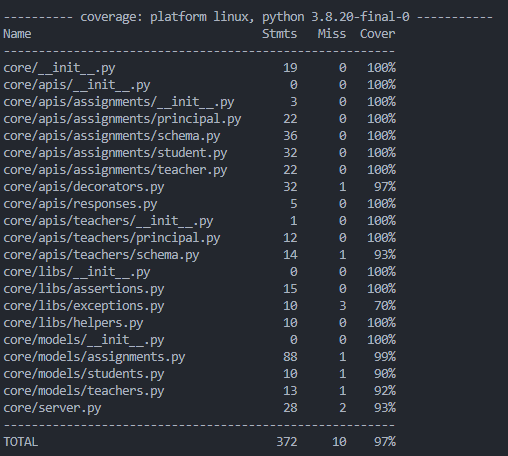 ----------- coverage: platform linux, python 3.8.20-final-0 ------------
Name                                 Stmts   Miss  Cover
--------------------------------------------------------
core/__init__.py                        19      0   100%
core/apis/__init__.py                    0      0   100%
core/apis/assignments/__init__.py        3      0   100%
core/apis/assignments/principal.py      22      0   100%
core/apis/assignments/schema.py         36      0   100%
core/apis/assignments/student.py        32      0   100%
core/apis/assignments/teacher.py        22      0   100%
core/apis/decorators.py                 32      1    97%
core/apis/responses.py                   5      0   100%
core/apis/teachers/__init__.py           1      0   100%
core/apis/teachers/principal.py         12      0   100%
core/apis/teachers/schema.py            14      1    93%
core/libs/__init__.py                    0      0   100%
core/libs/assertions.py                 15      0   100%
core/libs/exceptions.py                 10      3    70%
core/libs/helpers.py                    10      0   100%
core/models/__init__.py                  0      0   100%
core/models/assignments.py              88      1    99%
core/models/students.py                 10      1    90%
core/models/teachers.py                 13      1    92%
core/server.py                          28      2    93%
--------------------------------------------------------
TOTAL                                  372     10    97%